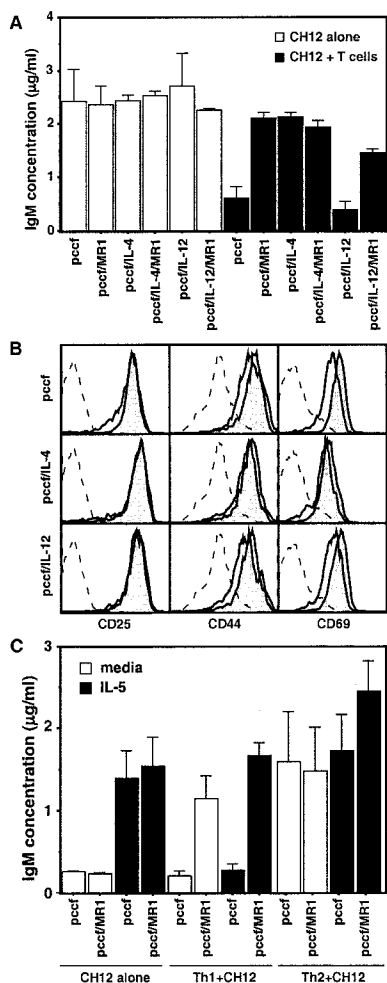 A
IgM concentration (µg/ml)
4
3
2
1
0
CH12 alone
CH12 + T cells
pccf
pccf/MR1
pccf/IL-4
pccf/IL-4/MR1
pccf/IL-12
pccf/IL-12/MR1
pccf
pccf/MR1
pccf/IL-4
pccf/IL-4/MR1
pccf/IL-12
pccf/IL-12/MR1
B
pccf
pccf/IL-4
pccf/IL-12
CD25
CD44
CD69
C
IgM concentration (µg/ml)
3
2
1
0
media
IL-5
pccf
pccf/MR1
pccf
pccf/MR1
pccf
pccf/MR1
pccf
pccf/MR1
pccf
pccf/MR1
pccf
pccf/MR1
CH12 alone
Th1+CH12
Th2+CH12